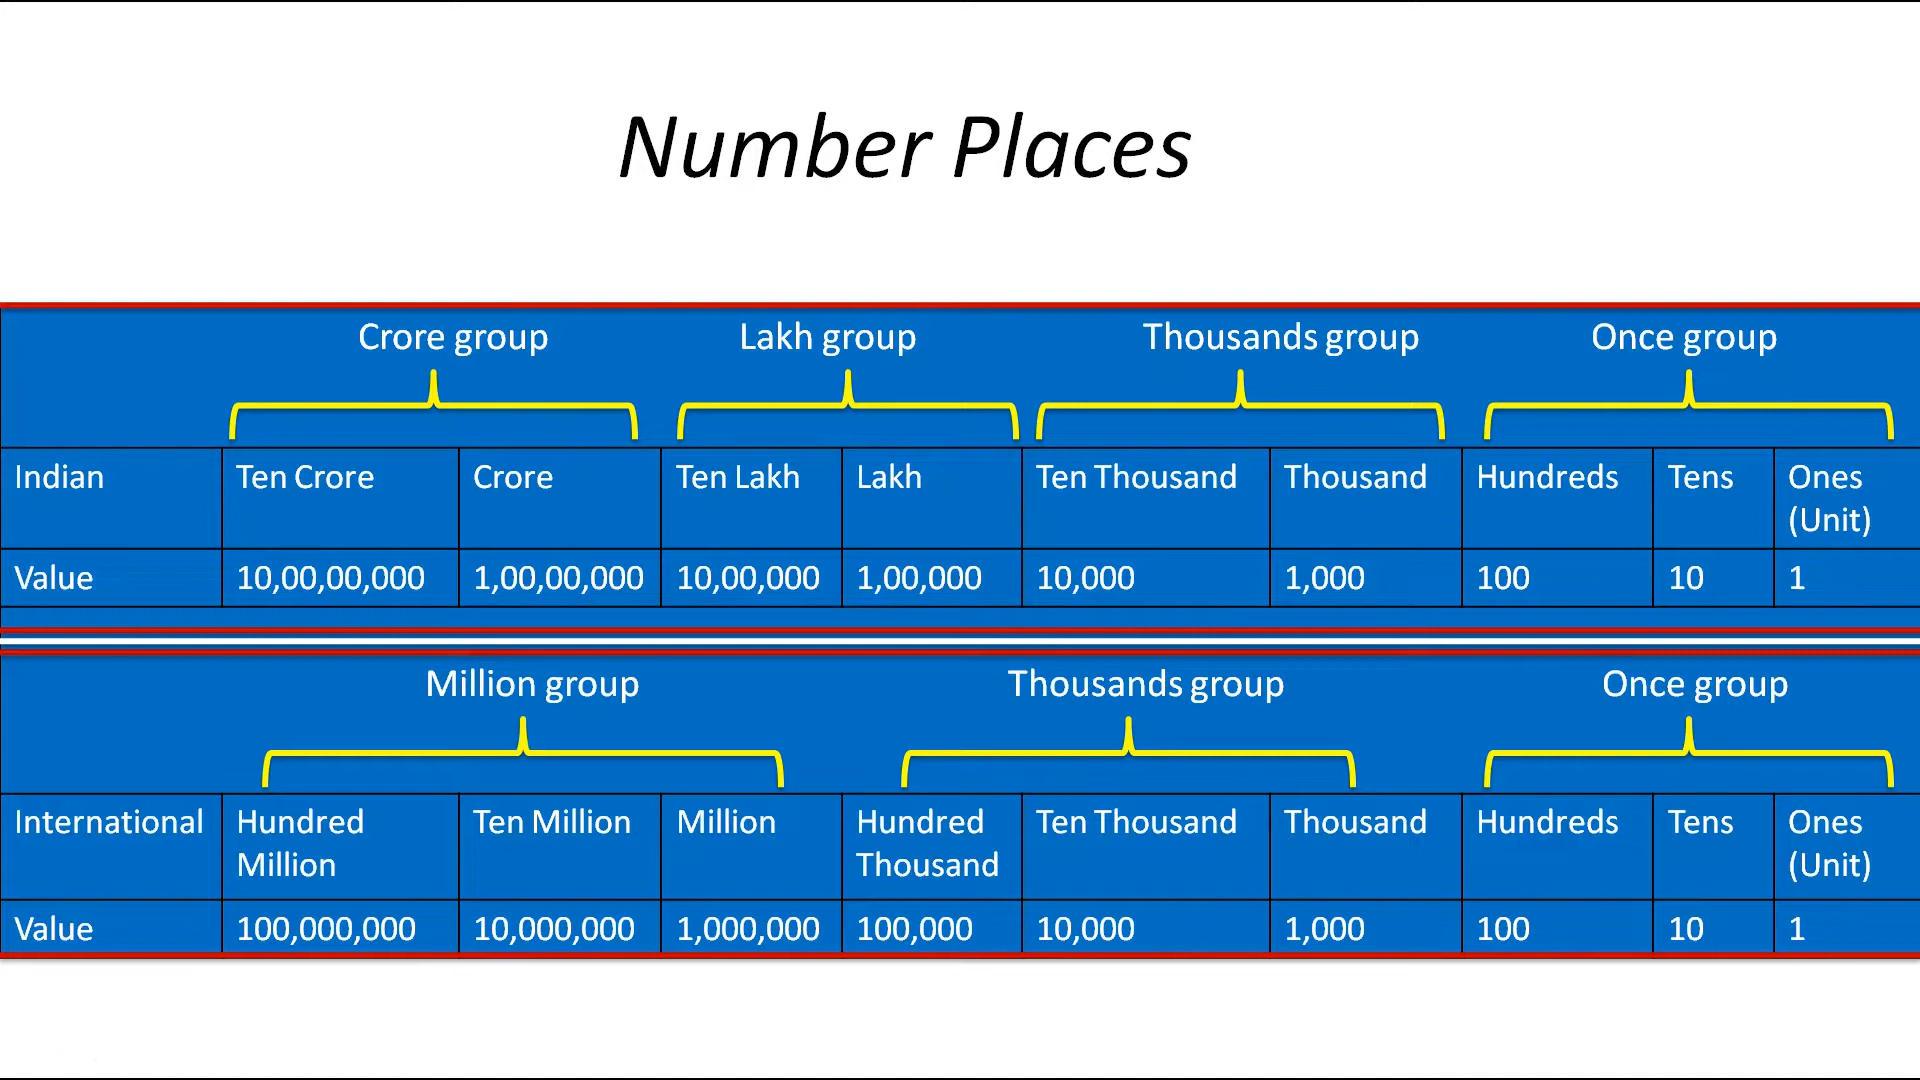 Number Places
Crore group Lakh group Thousands group Once group
Indian Ten Crore Crore Ten Lakh Lakh Ten Thousand Thousand Hundreds Tens Ones
(Unit)
Value 10,00,00,000 1,00,00,000 10,00,000 1,00,000 10,000 1,000 100 10 1
Million group Thousands group Once group
International Hundred Ten Million Million Hundred Ten Thousand Thousand Hundreds Tens Ones
Million Thousand (Unit)
Value 100,000,000 10,000,000 1,000,000 100,000 10,000 1,000 100 10 1